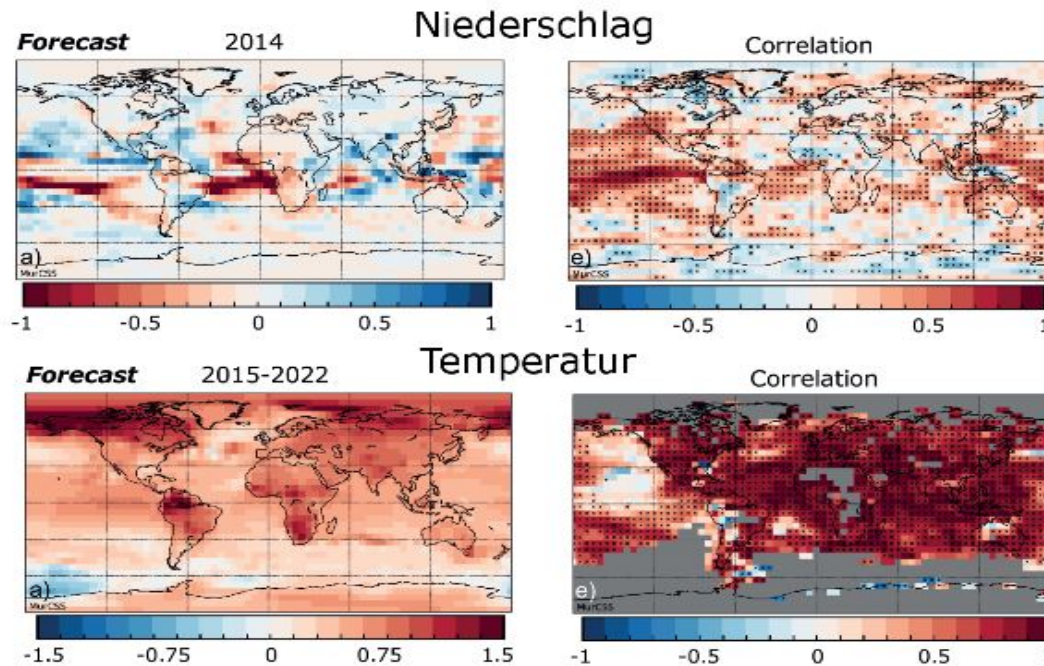 Niederschlag
Forecast 2014
Correlation
a)
MurCSS
e)
MurCSS
-1 -0.5 0 0.5 1
-1 -0.5 0 0.5 1
Temperatur
Forecast 2015-2022
Correlation
a)
MurCSS
e)
MurCSS
-1.5 -0.75 0 0.75 1.5
-1 -0.5 0 0.5 1